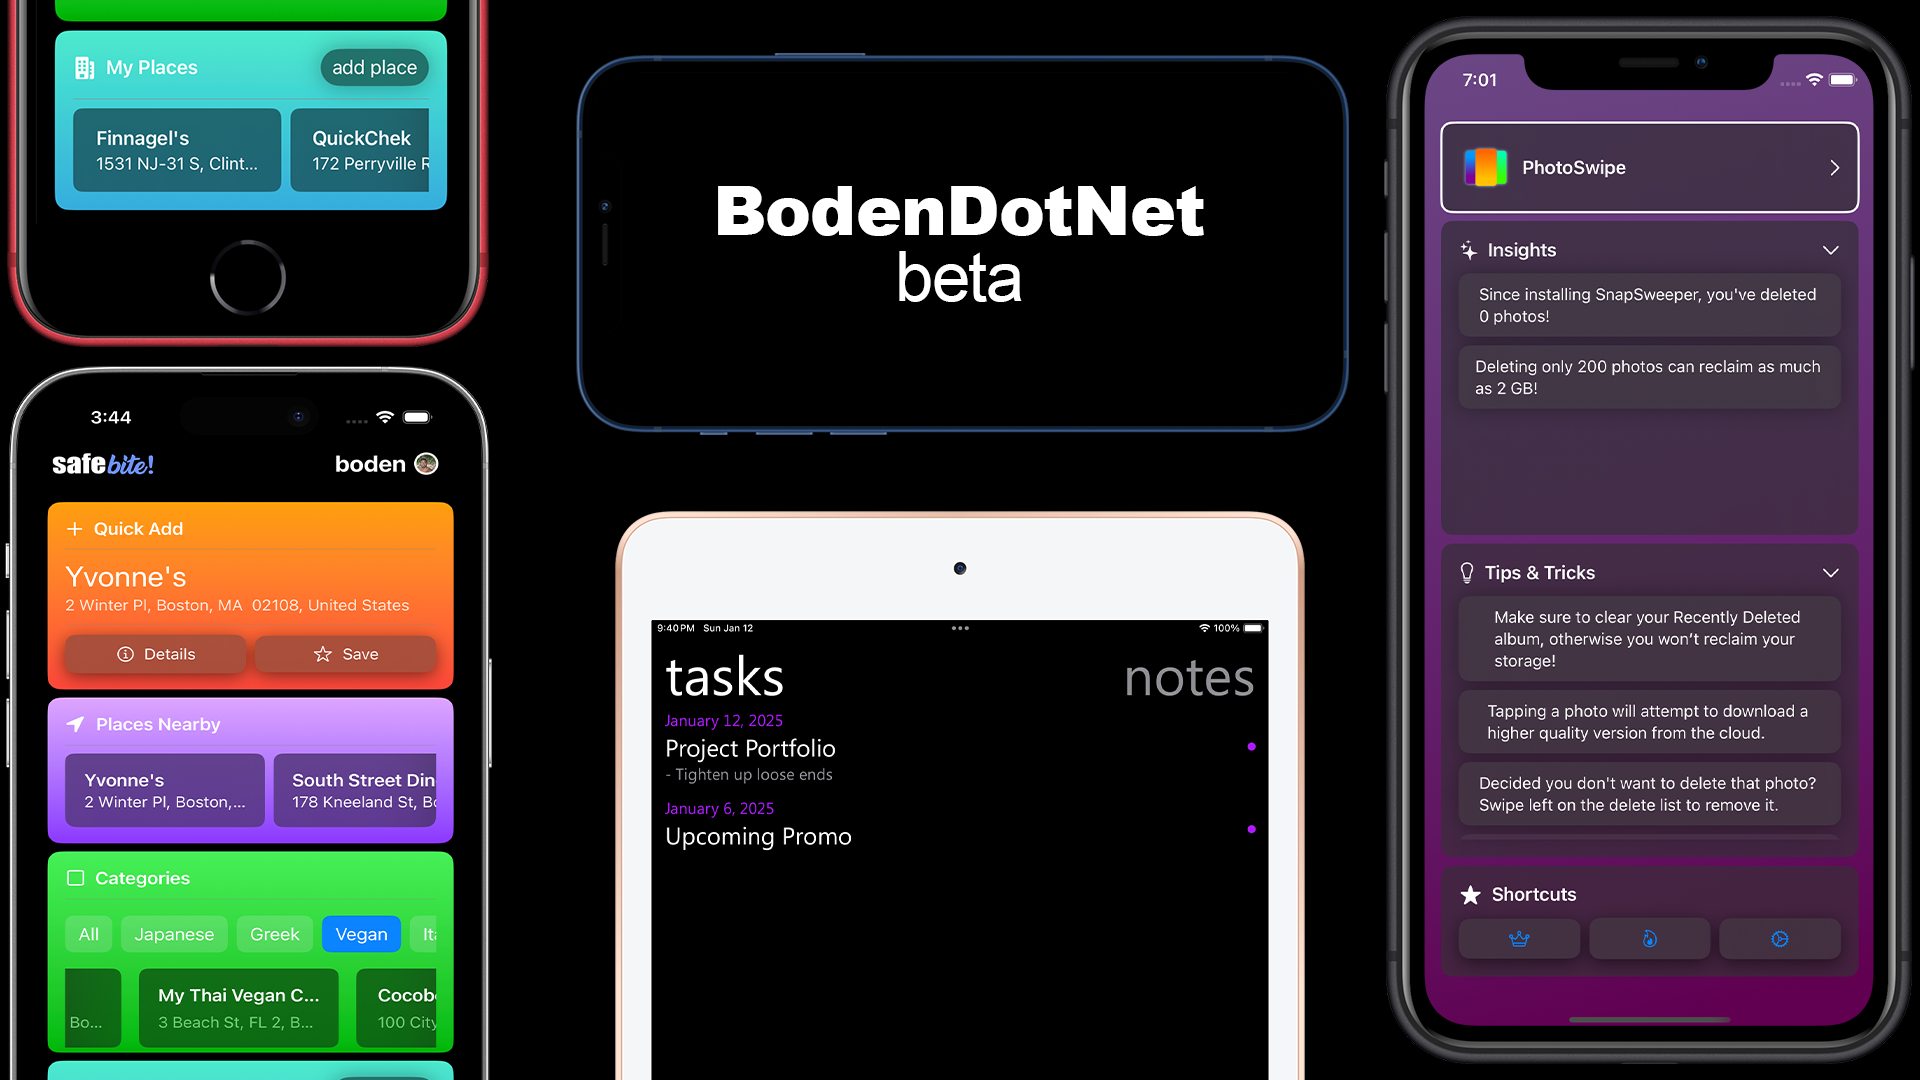 My Places
add place
Finnagel's
1531 NJ-31 S, Clint...
QuickChek
172 Perryville R
3:44
safebite!
boden
Quick Add
Yvonne's
2 Winter Pl, Boston, MA 02108, United States
Details
Save
Places Nearby
Yvonne's
2 Winter Pl, Boston,...
South Street Din
178 Kneeland St, Bo
Categories
All
Japanese
Greek
Vegan
Ita
Bo...
My Thai Vegan C...
3 Beach St, FL 2, B...
Cocob
100 City
BodenDotNet
beta
9:40 PM Sun Jan 12
100%
tasks
notes
January 12, 2025
Project Portfolio
- Tighten up loose ends
January 6, 2025
Upcoming Promo
7:01
PhotoSwipe
Insights
Since installing SnapSweeper, you've deleted
0 photos!
Deleting only 200 photos can reclaim as much
as 2 GB!
Tips & Tricks
Make sure to clear your Recently Deleted
album, otherwise you won’t reclaim your
storage!
Tapping a photo will attempt to download a
higher quality version from the cloud.
Decided you don't want to delete that photo?
Swipe left on the delete list to remove it.
Shortcuts